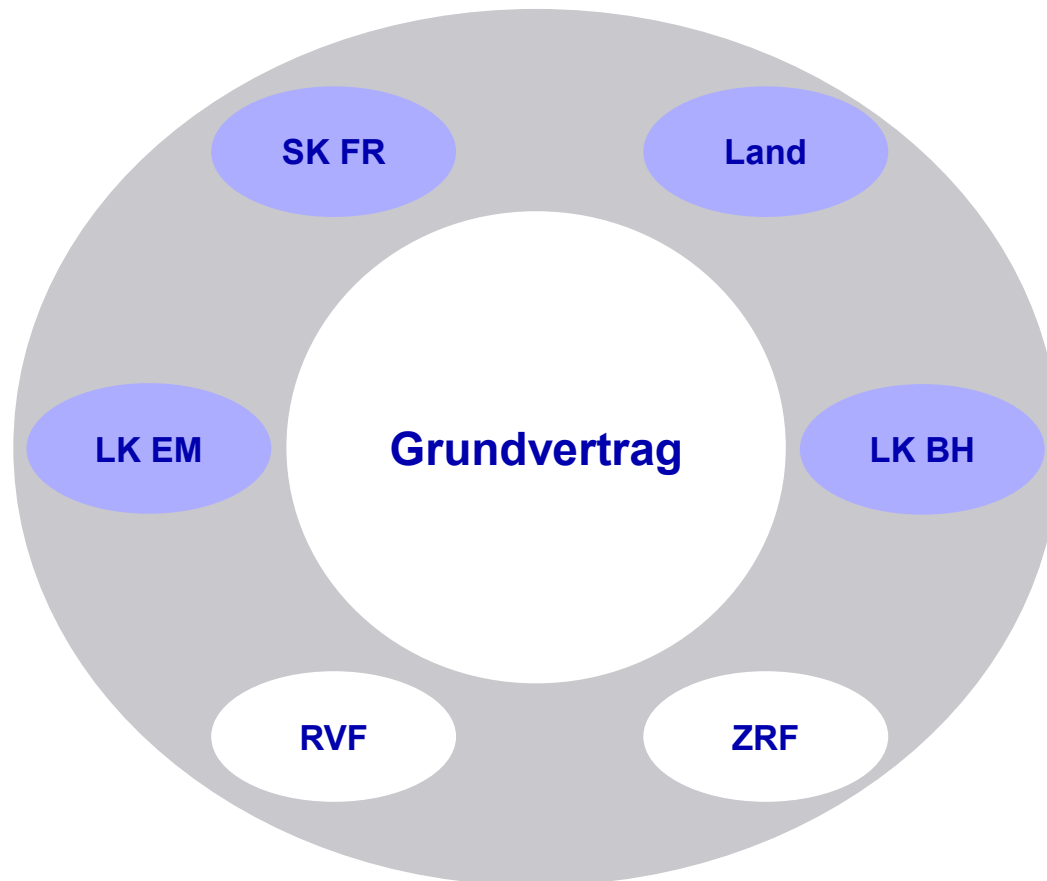 SK FR
Land
LK EM
Grundvertrag
LK BH
RVF
ZRF